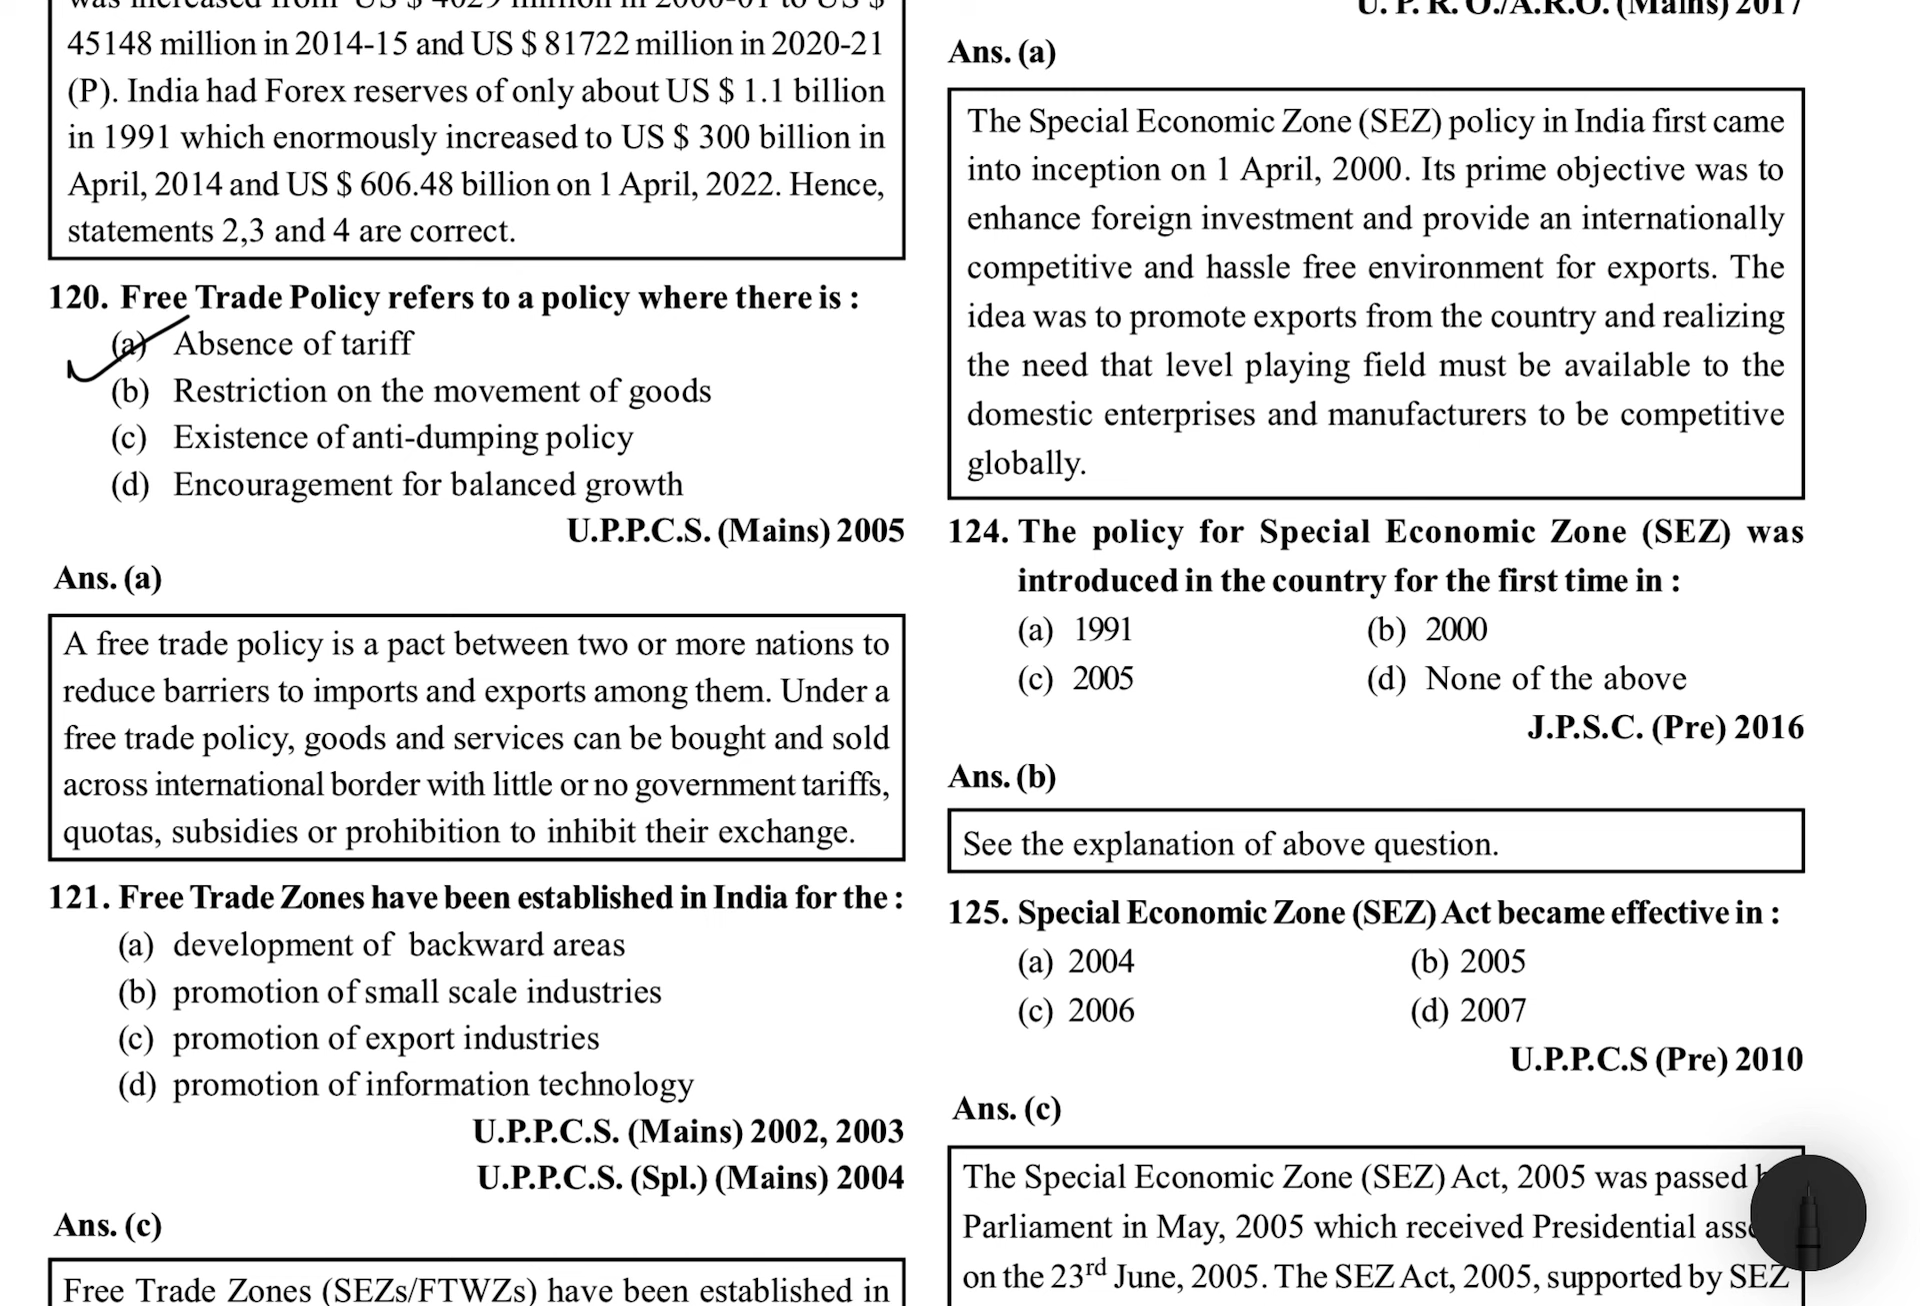 was increased from US $ 4029 million in 2000-01 to US $
45148 million in 2014-15 and US $ 81722 million in 2020-21
(P). India had Forex reserves of only about US $ 1.1 billion
in 1991 which enormously increased to US $ 300 billion in
April, 2014 and US $ 606.48 billion on 1 April, 2022. Hence,
statements 2,3 and 4 are correct.
120. Free Trade Policy refers to a policy where there is :
(a) Absence of tariff
(b) Restriction on the movement of goods
(c) Existence of anti-dumping policy
(d) Encouragement for balanced growth
U.P.P.C.S. (Mains) 2005
Ans. (a)
A free trade policy is a pact between two or more nations to
reduce barriers to imports and exports among them. Under a
free trade policy, goods and services can be bought and sold
across international border with little or no government tariffs,
quotas, subsidies or prohibition to inhibit their exchange.
121. Free Trade Zones have been established in India for the :
(a) development of backward areas
(b) promotion of small scale industries
(c) promotion of export industries
(d) promotion of information technology
U.P.P.C.S. (Mains) 2002, 2003
U.P.P.C.S. (Spl.) (Mains) 2004
Ans. (c)
Free Trade Zones (SEZs/FTWZs) have been established in
U. P. R. O./A.R.O. (Mains) 2017
Ans. (a)
The Special Economic Zone (SEZ) policy in India first came
into inception on 1 April, 2000. Its prime objective was to
enhance foreign investment and provide an internationally
competitive and hassle free environment for exports. The
idea was to promote exports from the country and realizing
the need that level playing field must be available to the
domestic enterprises and manufacturers to be competitive
globally.
124. The policy for Special Economic Zone (SEZ) was
introduced in the country for the first time in :
(a) 1991 (b) 2000
(c) 2005 (d) None of the above
J.P.S.C. (Pre) 2016
Ans. (b)
See the explanation of above question.
125. Special Economic Zone (SEZ) Act became effective in :
(a) 2004 (b) 2005
(c) 2006 (d) 2007
U.P.P.C.S (Pre) 2010
Ans. (c)
The Special Economic Zone (SEZ) Act, 2005 was passed
Parliament in May, 2005 which received Presidential
on the 23rd June, 2005. The SEZ Act, 2005, supported by SEZ